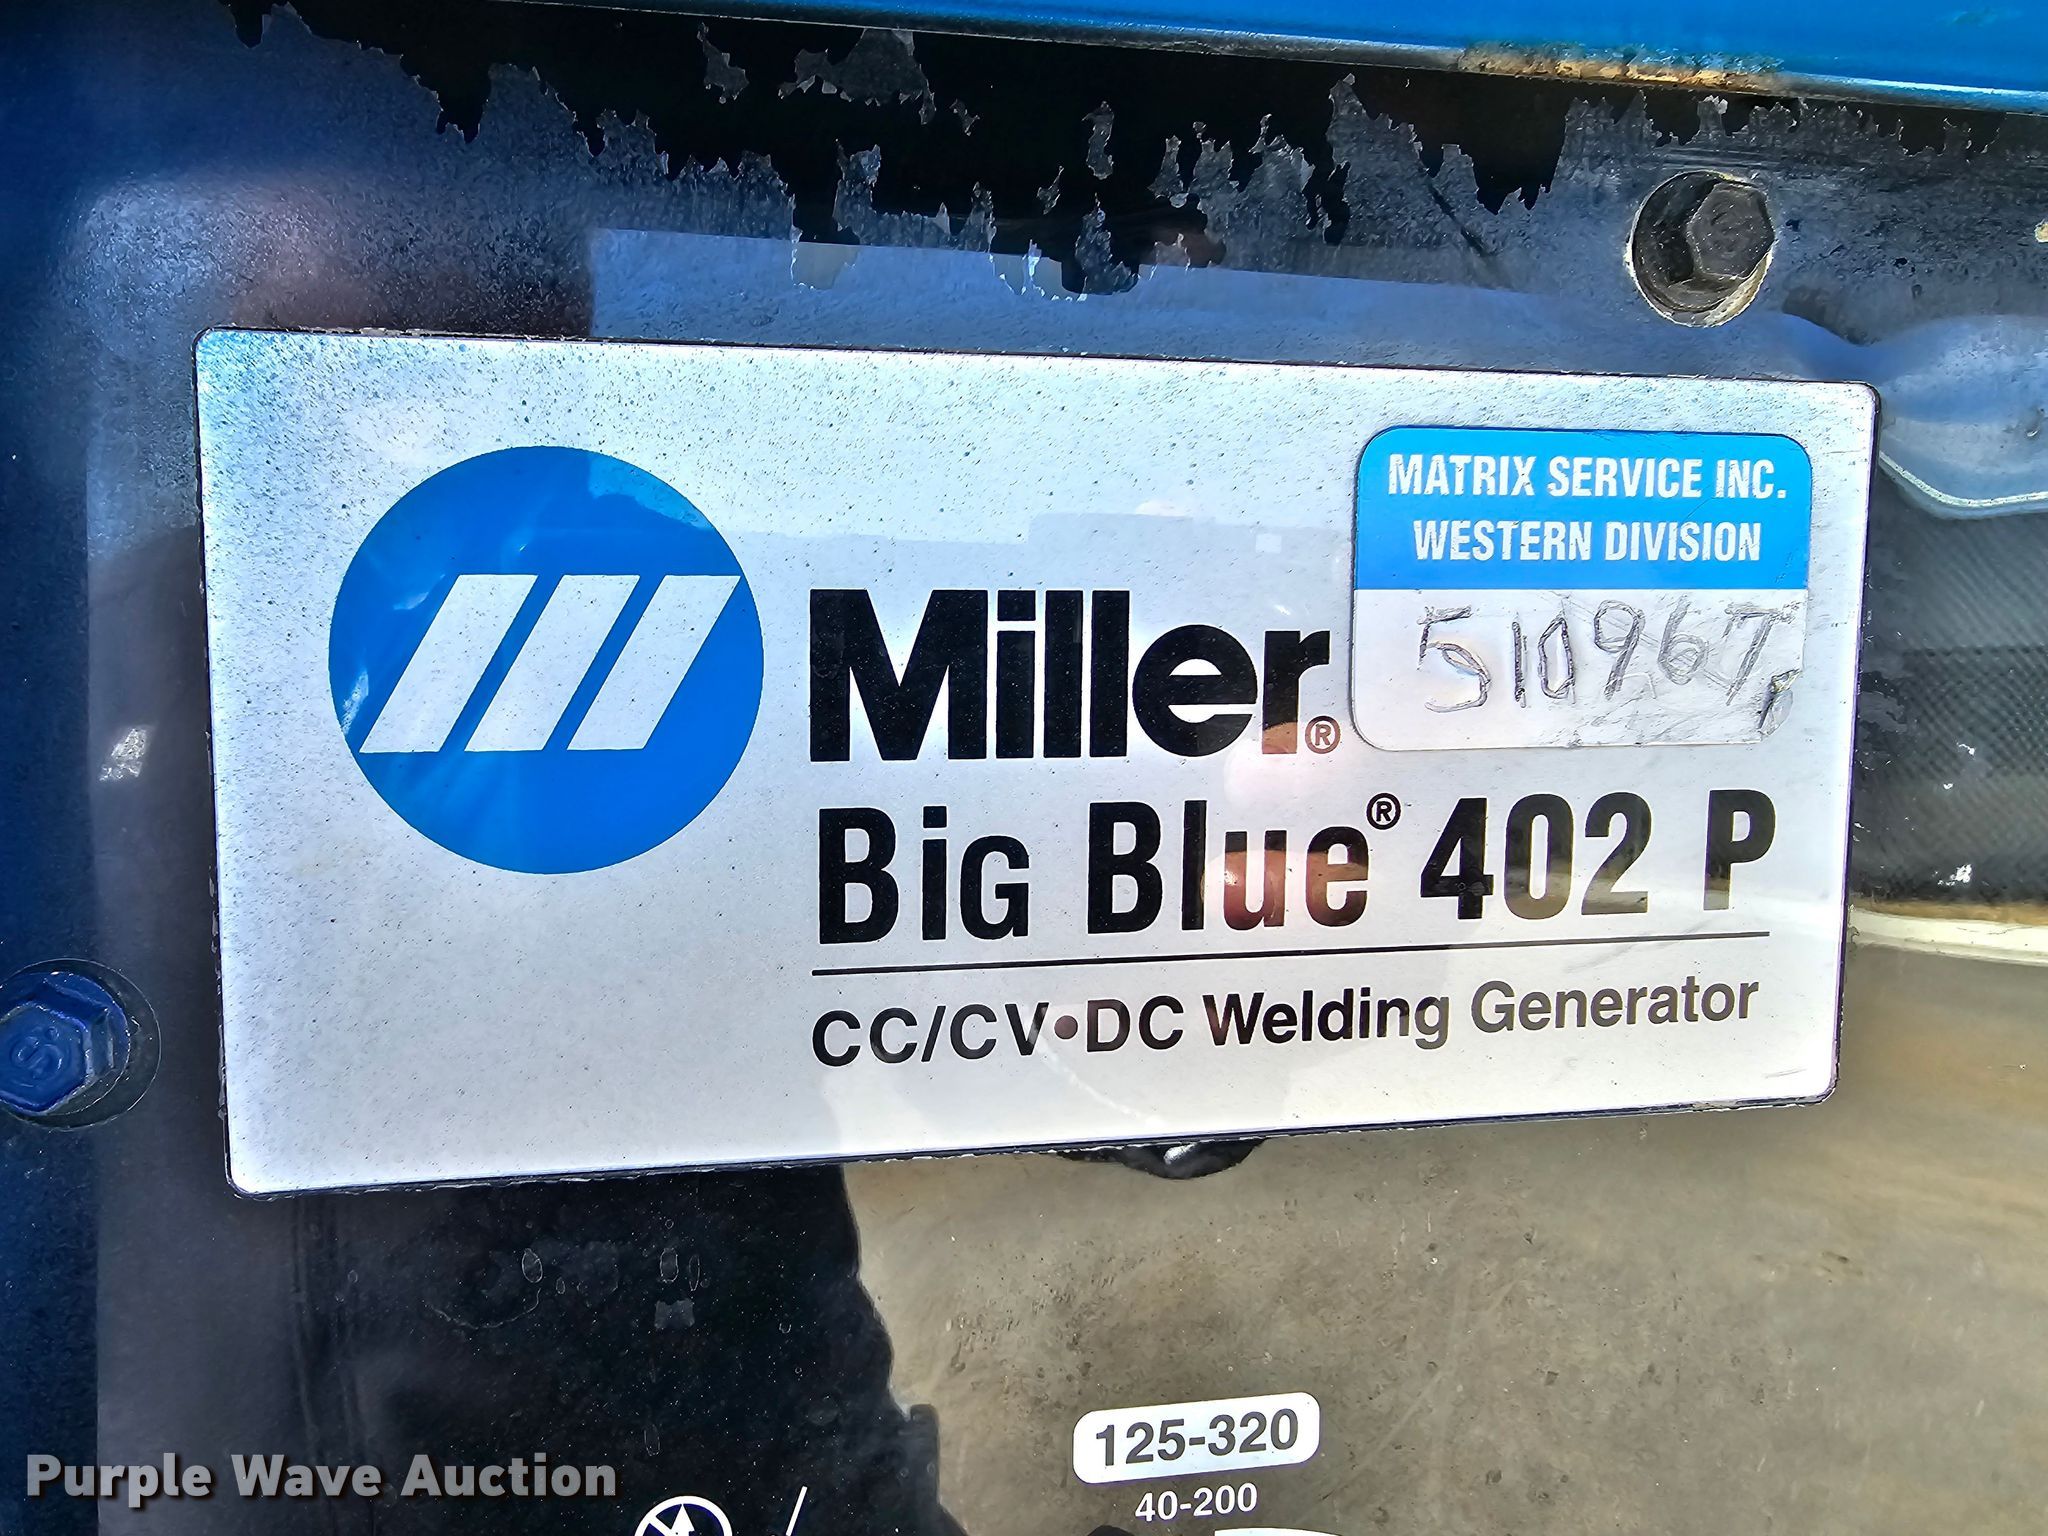 MATRIX SERVICE INC.
WESTERN DIVISION
510967
Miller®
Big Blue® 402 P
CC/CV•DC Welding Generator
125-320
40-200
Purple Wave Auction